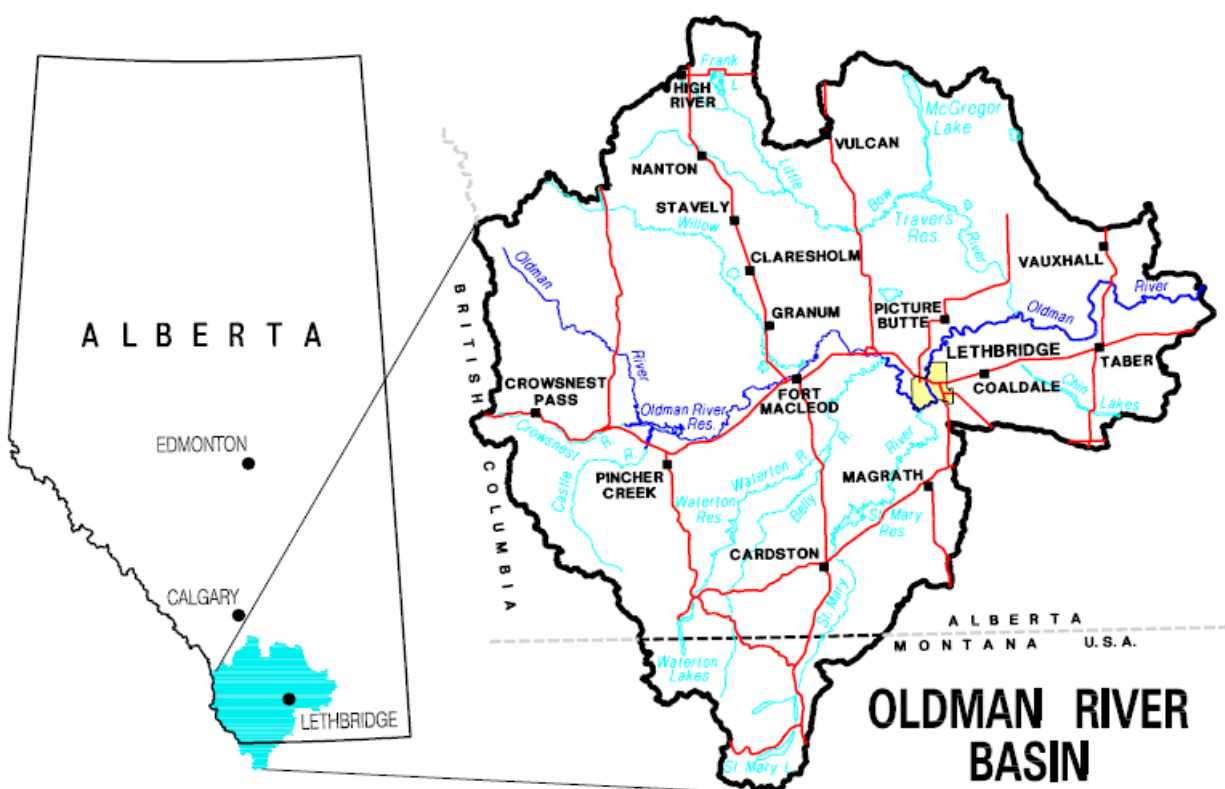 ALBERTA
EDMONTON
CALGARY
LETHBRIDGE
Frank
L.
HIGH
RIVER
McGregor
Lake
VULCAN
NANTON
Little
Bow
River
STAVELY
Willow
Cr.
Travers
Res.
CLARESHOLM
VAUXHALL
Oldman
River
BRITISH
COLUMBIA
GRANUM
PICTURE
BUTTE
Oldman
River
LETHBRIDGE
TABER
COALDALE
Chin
Lakes
CROWSNEST
PASS
FORT
MACLEOD
Oldman River
Res.
Crowsnest
R.
Castle
R.
PINCHER
CREEK
Waterton R.
Waterton
Res.
Belly
R.
River
MAGRATH
St. Mary
Res.
CARDSTON
St. Mary
ALBERTA
MONTANA U.S.A.
Waterton
Lakes
St. Mary L.
OLDMAN RIVER
BASIN